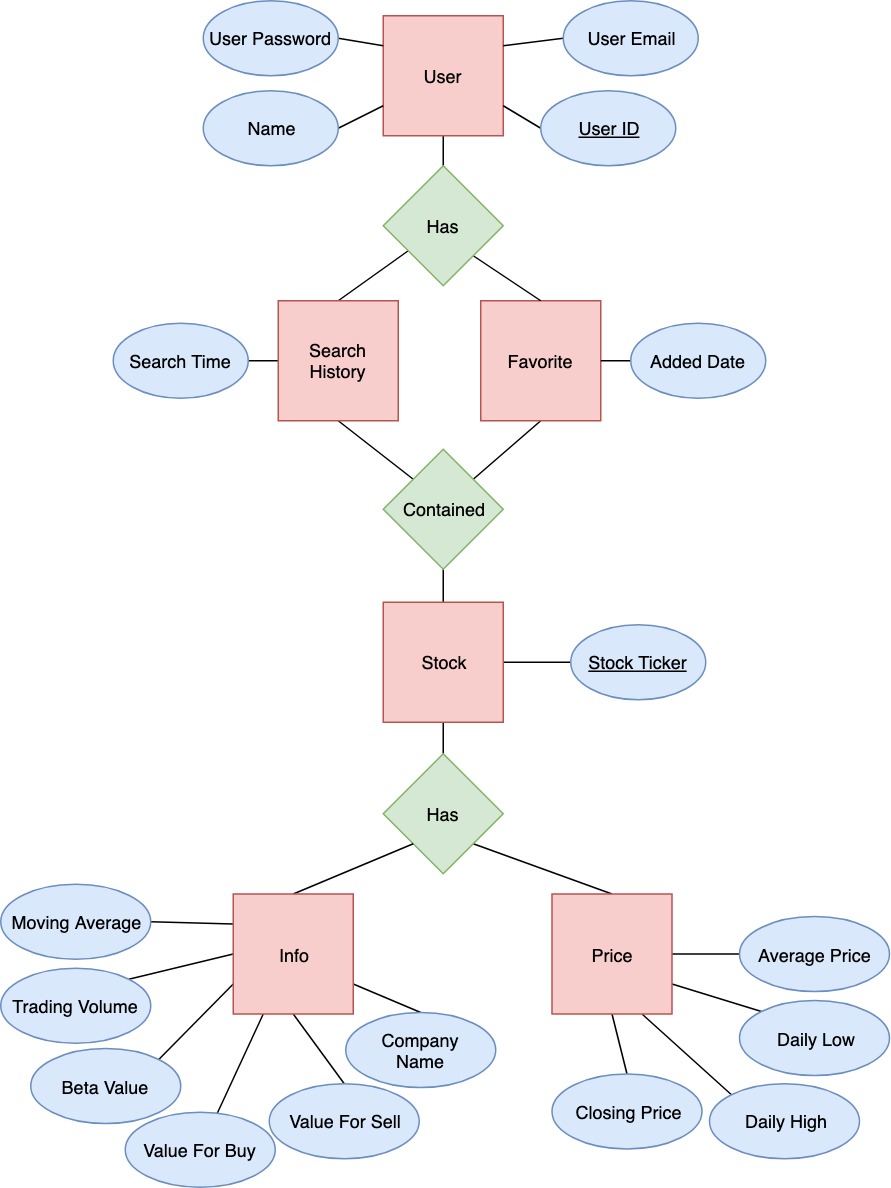 User Password
User
User Email
Name
User ID
Has
Search Time
Search
History
Favorite
Added Date
Contained
Stock
Stock Ticker
Has
Moving Average
Info
Price
Average Price
Trading Volume
Daily Low
Company
Name
Beta Value
Closing Price
Value For Sell
Daily High
Value For Buy